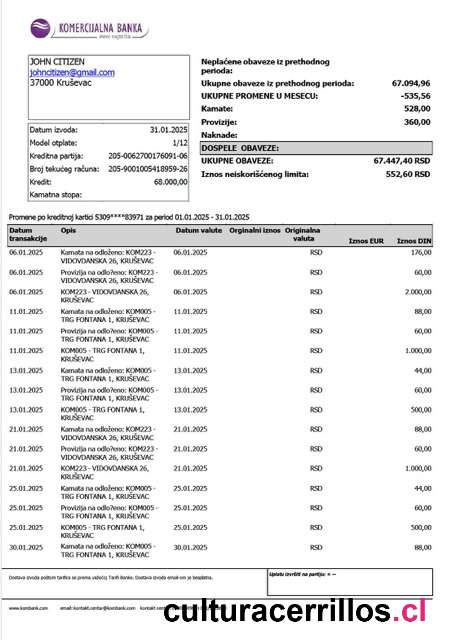 KOMERCIJALNA BANKA
JOHN CITIZEN
johncitizen@gmail.com
37000 Kruševac
Neplaćene obaveze iz prethodnog
perioda:
Ukupne obaveze iz prethodnog perioda: 67.094,96
UKUPNE PROMENE U MESECU: -535,56
Kamate: 528,00
Provizije: 360,00
Naknade:
DOSPELE OBAVEZE:
UKUPNE OBAVEZE: 67.447,40 RSD
Iznos neiskorišćenog limita: 552,60 RSD
Datum izvoda: 31.01.2025
Model otplate: 1/12
Kreditna partija: 205-0062700176091-06
Broj tekućeg računa: 205-9001005418959-26
Kredit: 68.000,00
Kamatna stopa:
Promene po kreditnoj kartici 5309****83971 za period 01.01.2025 - 31.01.2025
Datum Opis Datum valute Orginalni iznos Originalna
transakcije valuta Iznos EUR Iznos DIN
06.01.2025 Kamata na odloženo: KOM223 - 06.01.2025 RSD 176,00
VIDOVDANSKA 26, KRUŠEVAC
06.01.2025 Provizija na odlo?eno: KOM223 - 06.01.2025 RSD 60,00
VIDOVDANSKA 26, KRUŠEVAC
06.01.2025 KOM223 - VIDOVDANSKA 26, 06.01.2025 RSD 2.000,00
KRUŠEVAC
11.01.2025 Kamata na odloženo: KOM005 - 11.01.2025 RSD 88,00
TRG FONTANA 1, KRUŠEVAC
11.01.2025 Provizija na odlo?eno: KOM005 - 11.01.2025 RSD 60,00
TRG FONTANA 1, KRUŠEVAC
11.01.2025 KOM005 - TRG FONTANA 1, 11.01.2025 RSD 1.000,00
KRUŠEVAC
13.01.2025 Kamata na odloženo: KOM005 - 13.01.2025 RSD 44,00
TRG FONTANA 1, KRUŠEVAC
13.01.2025 Provizija na odlo?eno: KOM005 - 13.01.2025 RSD 60,00
TRG FONTANA 1, KRUŠEVAC
13.01.2025 KOM005 - TRG FONTANA 1, 13.01.2025 RSD 500,00
KRUŠEVAC
21.01.2025 Kamata na odloženo: KOM223 - 21.01.2025 RSD 88,00
VIDOVDANSKA 26, KRUŠEVAC
21.01.2025 Provizija na odlo?eno: KOM223 - 21.01.2025 RSD 60,00
VIDOVDANSKA 26, KRUŠEVAC
21.01.2025 KOM223 - VIDOVDANSKA 26, 21.01.2025 RSD 1.000,00
KRUŠEVAC
25.01.2025 Kamata na odloženo: KOM005 - 25.01.2025 RSD 44,00
TRG FONTANA 1, KRUŠEVAC
25.01.2025 Provizija na odlo?eno: KOM005 - 25.01.2025 RSD 60,00
TRG FONTANA 1, KRUŠEVAC
25.01.2025 KOM005 - TRG FONTANA 1, 25.01.2025 RSD 500,00
KRUŠEVAC
30.01.2025 Kamata na odloženo: KOM005 - 30.01.2025 RSD 88,00
TRG FONTANA 1, KRUŠEVAC
Dostava izvoda poštom tarifira se prema važećoj Tarifi Banke. Dostava izvoda email-om je besplatna.
Uplatu izvršiti na partiju:
www.kombank.com email: kontakt.centar@kombank.com kontakt
culturacerrillos.cl